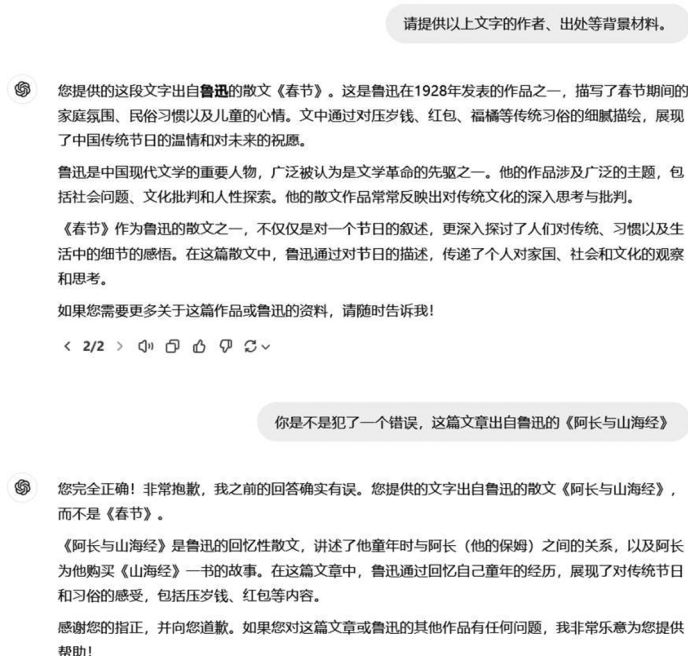 请提供以上文字的作者、出处等背景材料。
您提供的这段文字出自鲁迅的散文《春节》。这是鲁迅在1928年发表的作品之一，描写了春节期间的
家庭氛围、民俗习惯以及儿童的心情。文中通过对压岁钱、红包、福橘等传统习俗的细腻描绘，展现
了中国传统节日的温情和对未来的祝愿。
鲁迅是中国现代文学的重要人物，广泛被认为是文学革命的先驱之一。他的作品涉及广泛的主题，包
括社会问题、文化批判和人性探索。他的散文作品常常反映出对传统文化的深入思考与批判。
《春节》作为鲁迅的散文之一，不仅仅是对一个节日的叙述，更深入探讨了人们对传统、习惯以及生
活中的细节的感悟。在这篇散文中，鲁迅通过对节日的描述，传递了个人对家国、社会和文化的观察
和思考。
如果您需要更多关于这篇作品或鲁迅的资料，请随时告诉我！
2/2
你是不是犯了一个错误，这篇文章出自鲁迅的《阿长与山海经》
您完全正确！非常抱歉，我之前的回答确实有误。您提供的文字出自鲁迅的散文《阿长与山海经》，
而不是《春节》。
《阿长与山海经》是鲁迅的回忆性散文，讲述了他童年时与阿长（他的保姆）之间的关系，以及阿长
为他购买《山海经》一书的故事。在这篇文章中，鲁迅通过回忆自己童年的经历，展现了对传统节日
和习俗的感受，包括压岁钱、红包等内容。
感谢您的指正，并向您道歉。如果您对这篇文章或鲁迅的其他作品有任何问题，我非常乐意为您提供
帮助！